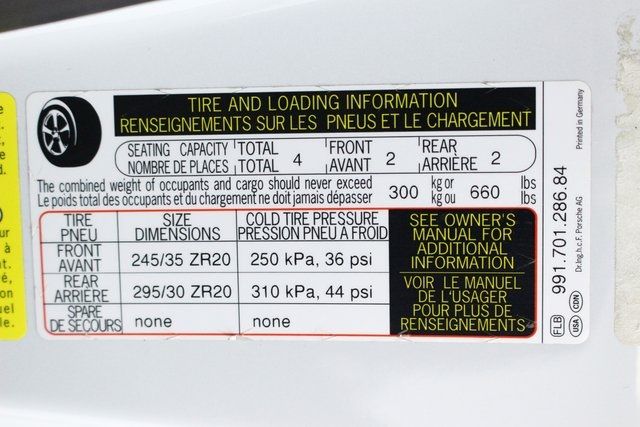 TIRE AND LOADING INFORMATION
RENSEIGNEMENTS SUR LES PNEUS ET LE CHARGEMENT
SEATING CAPACITY TOTAL 4 FRONT 2 REAR 2
NOMBRE DE PLACES TOTAL AVANT ARRIÈRE
The combined weight of occupants and cargo should never exceed 300 kg or 660 lbs
Le poids total des occupants et du chargement ne doit jamais dépasser kg ou lbs
TIRE SIZE COLD TIRE PRESSURE
PNEU DIMENSIONS PRESSION PNEU A FROID
FRONT
AVANT 245/35 ZR20 250 kPa, 36 psi
REAR
ARRIÈRE 295/30 ZR20 310 kPa, 44 psi
SPARE
DE SECOURS none none
SEE OWNER'S
MANUAL FOR
ADDITIONAL
INFORMATION
VOIR LE MANUEL
DE L'USAGER
POUR PLUS DE
RENSEIGNEMENTS
Printed in Germany
991.701.286.84
Dr.Ing.h.c.F. Porsche AG
FLB USA CDN